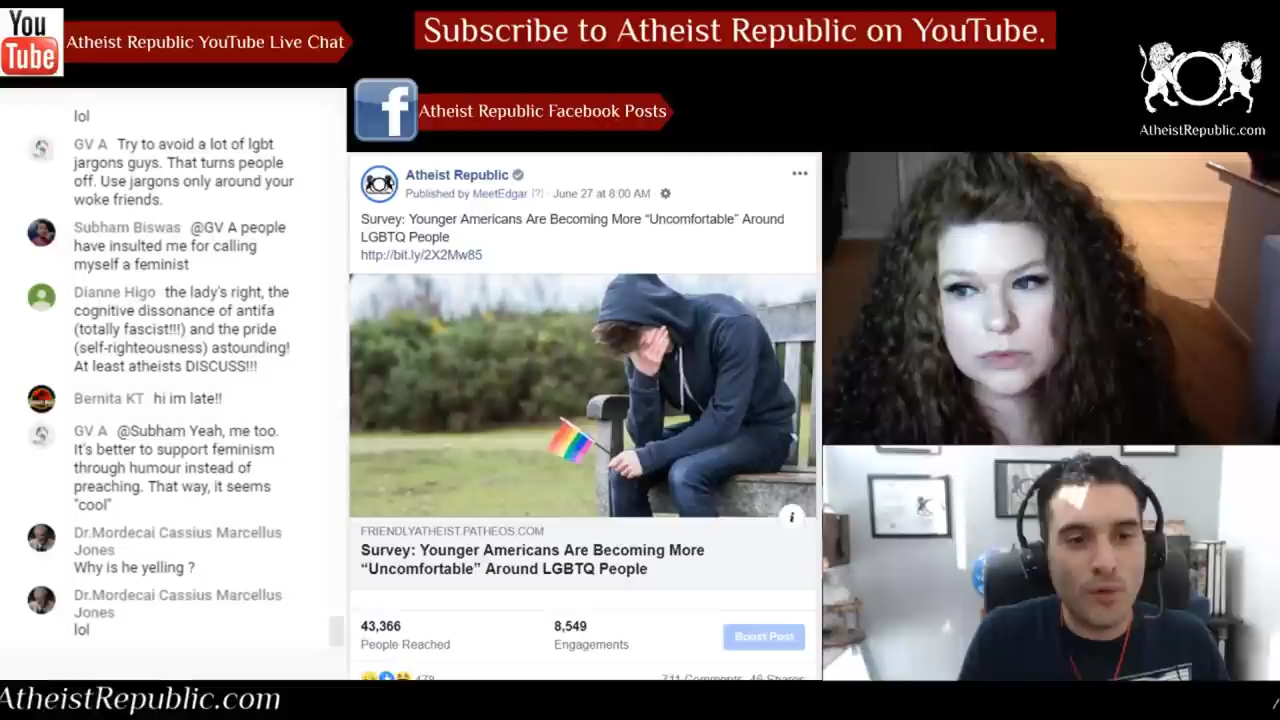 You
Tube
Atheist Republic YouTube Live Chat
Subscribe to Atheist Republic on YouTube.
AtheistRepublic.com
f
Atheist Republic Facebook Posts
lol
GV A Try to avoid a lot of lgbt
jargons guys. That turns people
off. Use jargons only around your
woke friends.
Subham Biswas @GV A people
have insulted me for calling
myself a feminist
Dianne Higo the lady's right, the
cognitive dissonance of antifa
(totally fascist!!!) and the pride
(self-righteousness) astounding!
At least atheists DISCUSS!!!
Bernita KT hi im late!!
GV A @Subham Yeah, me too.
It's better to support feminism
through humour instead of
preaching. That way, it seems
"cool"
Dr.Mordecai Cassius Marcellus
Jones
Why is he yelling ?
Dr.Mordecai Cassius Marcellus
Jones
lol
Atheist Republic
Published by MeetEdgar [?] · June 27 at 8:00 AM ·
Survey: Younger Americans Are Becoming More “Uncomfortable” Around
LGBTQ People
http://bit.ly/2X2Mw85
i
FRIENDLYATHEIST.PATHEOS.COM
Survey: Younger Americans Are Becoming More
“Uncomfortable” Around LGBTQ People
43,366
People Reached
8,549
Engagements
Boost Post
711 Comments 46 Shares
AtheistRepublic.com